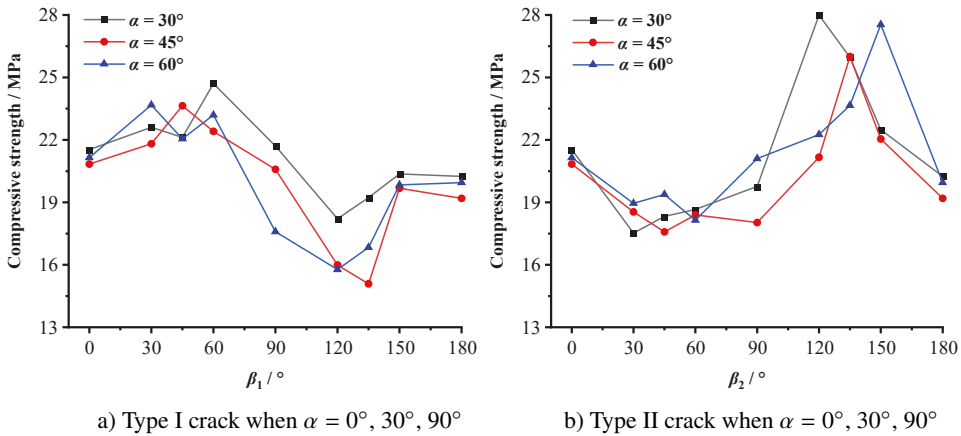 28
25
22
19
16
13
Compressive strength / MPa
α = 30°
α = 45°
α = 60°
0 30 60 90 120 150 180
β1 / °
a) Type I crack when α = 0°, 30°, 90°
28
25
22
19
16
13
Compressive strength / MPa
α = 30°
α = 45°
α = 60°
0 30 60 90 120 150 180
β2 / °
b) Type II crack when α = 0°, 30°, 90°